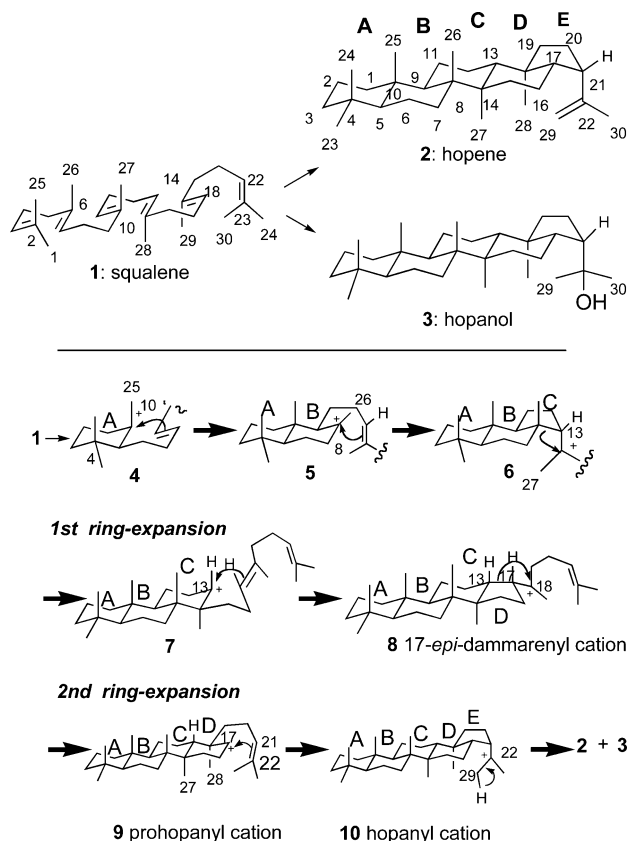 A B C D E
24 25 26 19 20
11 13 17 H
2 1 9 21
10
3 4 5 6 7 8 14 16 22
27 28 29 30
23
2: hopene
27
26 14 22
25 6 18
2 10 23
1 28 29 30 24
1: squalene
H
29 30
OH
3: hopanol
25 26 C
A + 10 A B + H A B H
1 13
4 8 +
27
4 5 6
1st ring-expansion
C H H C H H
A B 13 + A B 13 17 18
+
D
7 8 17-epi-dammarenyl cation
2nd ring-expansion
E
A B C H D 17 21 A B C D 22
+ 22 + 2 + 3
27 28 29
H
9 prohopanyl cation 10 hopanyl cation